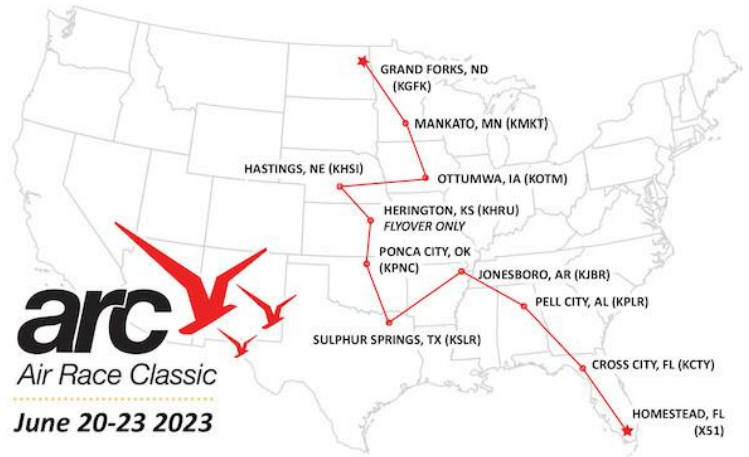 GRAND FORKS, ND
(KGFK)
MANKATO, MN (KMKT)
HASTINGS, NE (KHSI)
OTTUMWA, IA (KOTM)
HERINGTON, KS (KHRU)
FLYOVER ONLY
PONCA CITY, OK
(KPNC)
JONESBORO, AR (KJBR)
PELL CITY, AL (KPLR)
SULPHUR SPRINGS, TX (KSLR)
CROSS CITY, FL (KCTY)
HOMESTEAD, FL
(X51)
arc
Air Race Classic
June 20-23 2023